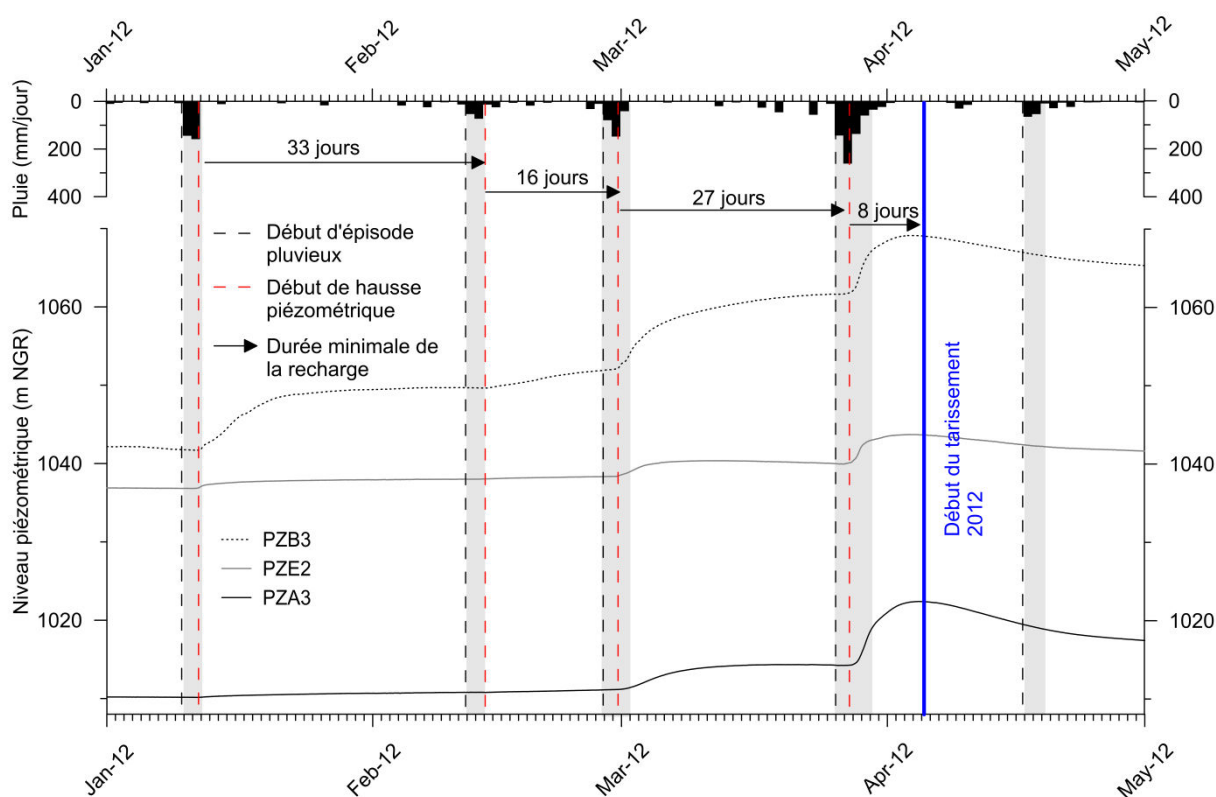 Jan-12
Feb-12
Mar-12
Apr-12
May-12
Pluie (mm/jour)
0
200
400
0
200
400
33 jours
16 jours
27 jours
8 jours
Début d'épisode
pluvieux
Début de hausse
piézométrique
Durée minimale de
la recharge
Niveau piézométrique (m NGR)
1060
1040
1020
1060
1040
1020
Début du tarissement
2012
PZB3
PZE2
PZA3
Jan-12
Feb-12
Mar-12
Apr-12
May-12